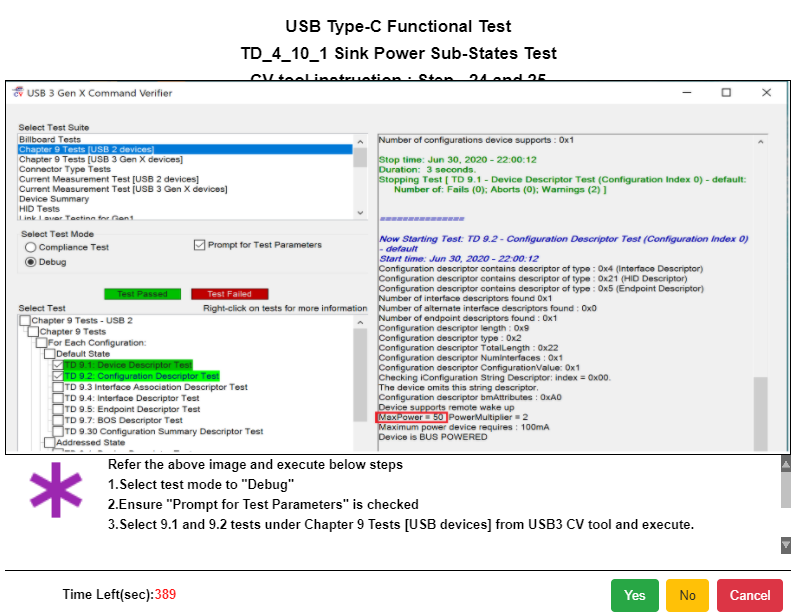 USB Type-C Functional Test
TD_4_10_1 Sink Power Sub-States Test
CV tool instruction : Step - 24 and 25
USB 3 Gen X Command Verifier
Select Test Suite
Billboard Tests
Chapter 9 Tests [USB 2 devices]
Chapter 9 Tests [USB 3 Gen X devices]
Connector Type Tests
Current Measurement Test [USB 2 devices]
Current Measurement Test [USB 3 Gen X devices]
Device Summary
HID Tests
Link Layer Testing for Gen1
Select Test Mode
Compliance Test
Prompt for Test Parameters
Debug
Test Passed
Test Failed
Select Test
Right-click on tests for more information
Chapter 9 Tests - USB 2
Chapter 9 Tests
For Each Configuration:
Default State
TD 9.1: Device Descriptor Test
TD 9.2: Configuration Descriptor Test
TD 9.3 Interface Association Descriptor Test
TD 9.4: Interface Descriptor Test
TD 9.5: Endpoint Descriptor Test
TD 9.7: BOS Descriptor Test
TD 9.30 Configuration Summary Descriptor Test
Addressed State
Number of configurations device supports : 0x1
Stop time: Jun 30, 2020 - 22:00:12
Duration: 3 seconds.
Stopping Test [ TD 9.1 - Device Descriptor Test (Configuration Index 0) - default:
Number of: Fails (0); Aborts (0); Warnings (2) ]
===============
Now Starting Test: TD 9.2 - Configuration Descriptor Test (Configuration Index 0)
- default
Start time: Jun 30, 2020 - 22:00:12
Configuration descriptor contains descriptor of type : 0x4 (Interface Descriptor)
Configuration descriptor contains descriptor of type : 0x21 (HID Descriptor)
Configuration descriptor contains descriptor of type : 0x5 (Endpoint Descriptor)
Number of interface descriptors found 0x1
Number of alternate interface descriptors found : 0x0
Number of endpoint descriptors found : 0x1
Configuration descriptor length : 0x9
Configuration descriptor type : 0x2
Configuration descriptor TotalLength : 0x22
Configuration descriptor NumInterfaces : 0x1
Configuration descriptor ConfigurationValue: 0x1
Checking iConfiguration String Descriptor: index = 0x00.
The device omits this string descriptor.
Configuration descriptor bmAttributes : 0xA0
Device supports remote wake up
MaxPower = 50 PowerMultiplier = 2
Maximum power device requires : 100mA
Device is BUS POWERED
Refer the above image and execute below steps
1.Select test mode to "Debug"
2.Ensure "Prompt for Test Parameters" is checked
3.Select 9.1 and 9.2 tests under Chapter 9 Tests [USB devices] from USB3 CV tool and execute.
Time Left(sec):389
Yes
No
Cancel